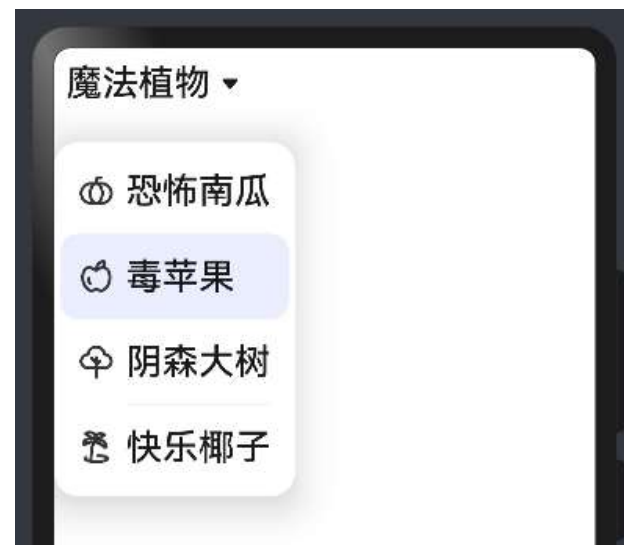 魔法植物
恐怖南瓜
毒苹果
阴森大树
快乐椰子